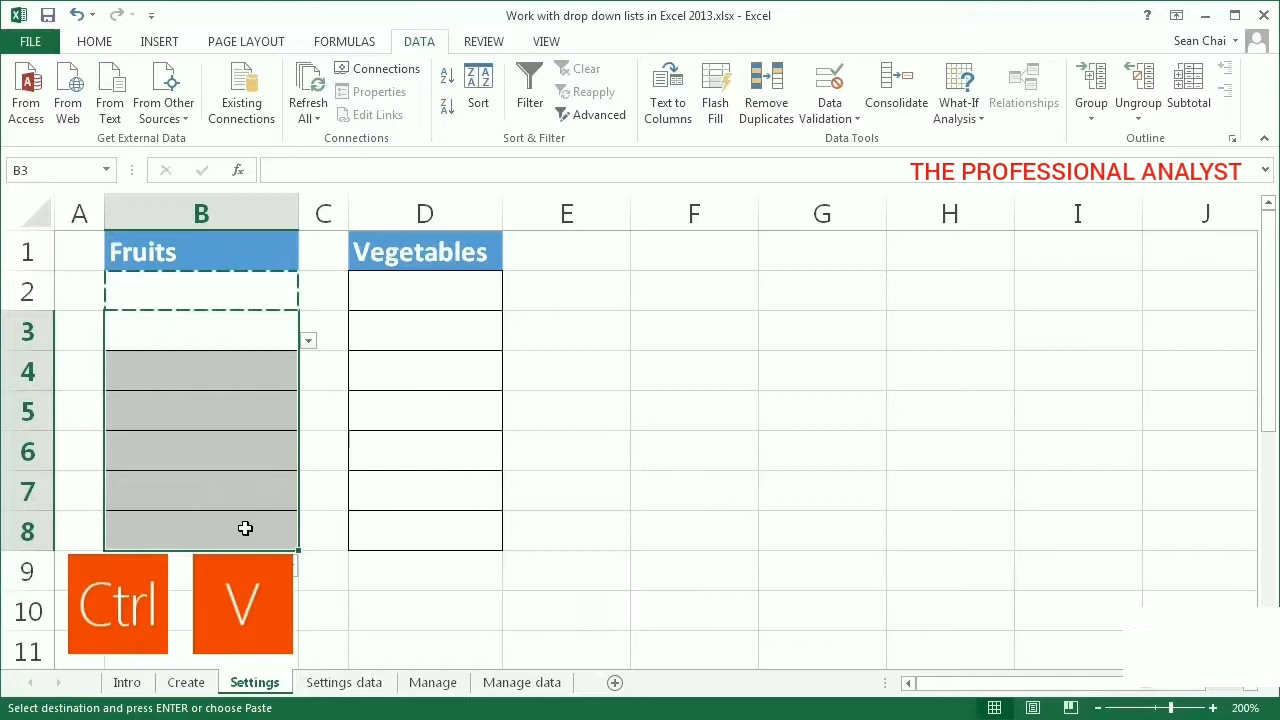 Work with drop down lists in Excel 2013.xlsx - Excel
?
FILE HOME INSERT PAGE LAYOUT FORMULAS DATA REVIEW VIEW Sean Chai
From Access
From Web
From Text
From Other Sources
Existing Connections
Get External Data
Refresh All
Connections
Properties
Edit Links
Connections
A Z
Z A
Z A A Z
Sort
Filter
Clear
Reapply
Advanced
Sort & Filter
Text to Columns
Flash Fill
Remove Duplicates
Data Validation
Consolidate
What-If Analysis
Relationships
Data Tools
Group
Ungroup
Subtotal
Outline
B3 fx THE PROFESSIONAL ANALYST
A B C D E F G H I J
1 Fruits Vegetables
2
3
4
5
6
7
8
9
10
11
Ctrl V
Intro Create Settings Settings data Manage Manage data
Select destination and press ENTER or choose Paste 200%